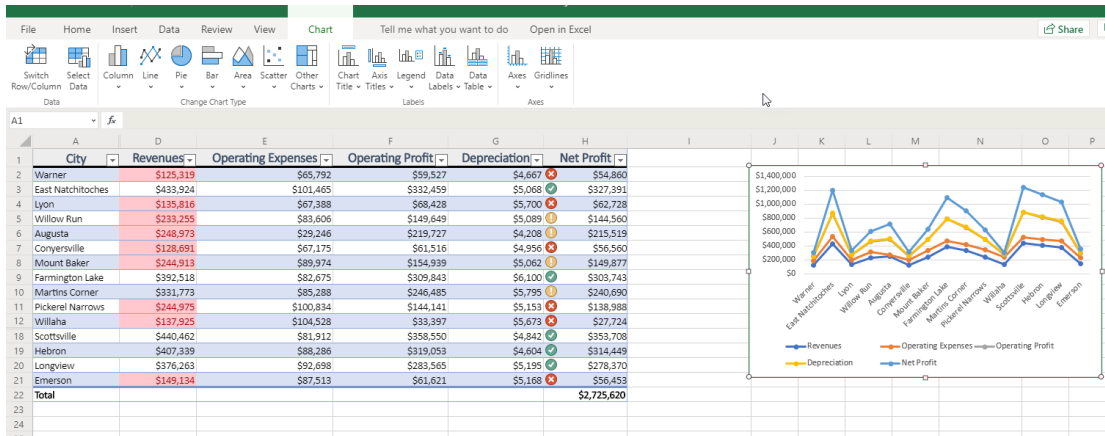 File Home Insert Data Review View Chart Tell me what you want to do Open in Excel Share
Switch Row/Column Select Data Column Line Pie Bar Area Scatter Other Charts Chart Title Axis Titles Legend Data Labels Data Table Axes Gridlines
Data Change Chart Type Labels Axes
A1 fx
A D E F G H I J K L M N O P
1 City Revenues Operating Expenses Operating Profit Depreciation Net Profit
2 Warner $125,319 $65,792 $59,527 $4,667 $54,860
3 East Natchitoches $433,924 $101,465 $332,459 $5,068 $327,391
4 Lyon $135,816 $67,388 $68,428 $5,700 $62,728
5 Willow Run $233,255 $83,606 $149,649 $5,089 $144,560
6 Augusta $248,973 $29,246 $219,727 $4,208 $215,519
7 Conyersville $128,691 $67,175 $61,516 $4,956 $56,560
8 Mount Baker $244,913 $89,974 $154,939 $5,062 $149,877
9 Farmington Lake $392,518 $82,675 $309,843 $6,100 $303,743
10 Martins Corner $331,773 $85,288 $246,485 $5,795 $240,690
11 Pickerel Narrows $244,975 $100,834 $144,141 $5,153 $138,988
12 Willaha $137,925 $104,528 $33,397 $5,673 $27,724
18 Scottsville $440,462 $81,912 $358,550 $4,842 $353,708
19 Hebron $407,339 $88,286 $319,053 $4,604 $314,449
20 Longview $376,263 $92,698 $283,565 $5,195 $278,370
21 Emerson $149,134 $87,513 $61,621 $5,168 $56,453
22 Total $2,725,620
23
24
$1,400,000
$1,200,000
$1,000,000
$800,000
$600,000
$400,000
$200,000
$0
Warner East Natchitoches Lyon Willow Run Augusta Conyersville Mount Baker Farmington Lake Martins Corner Pickerel Narrows Willaha Scottsville Hebron Longview Emerson
Revenues Operating Expenses Operating Profit
Depreciation Net Profit